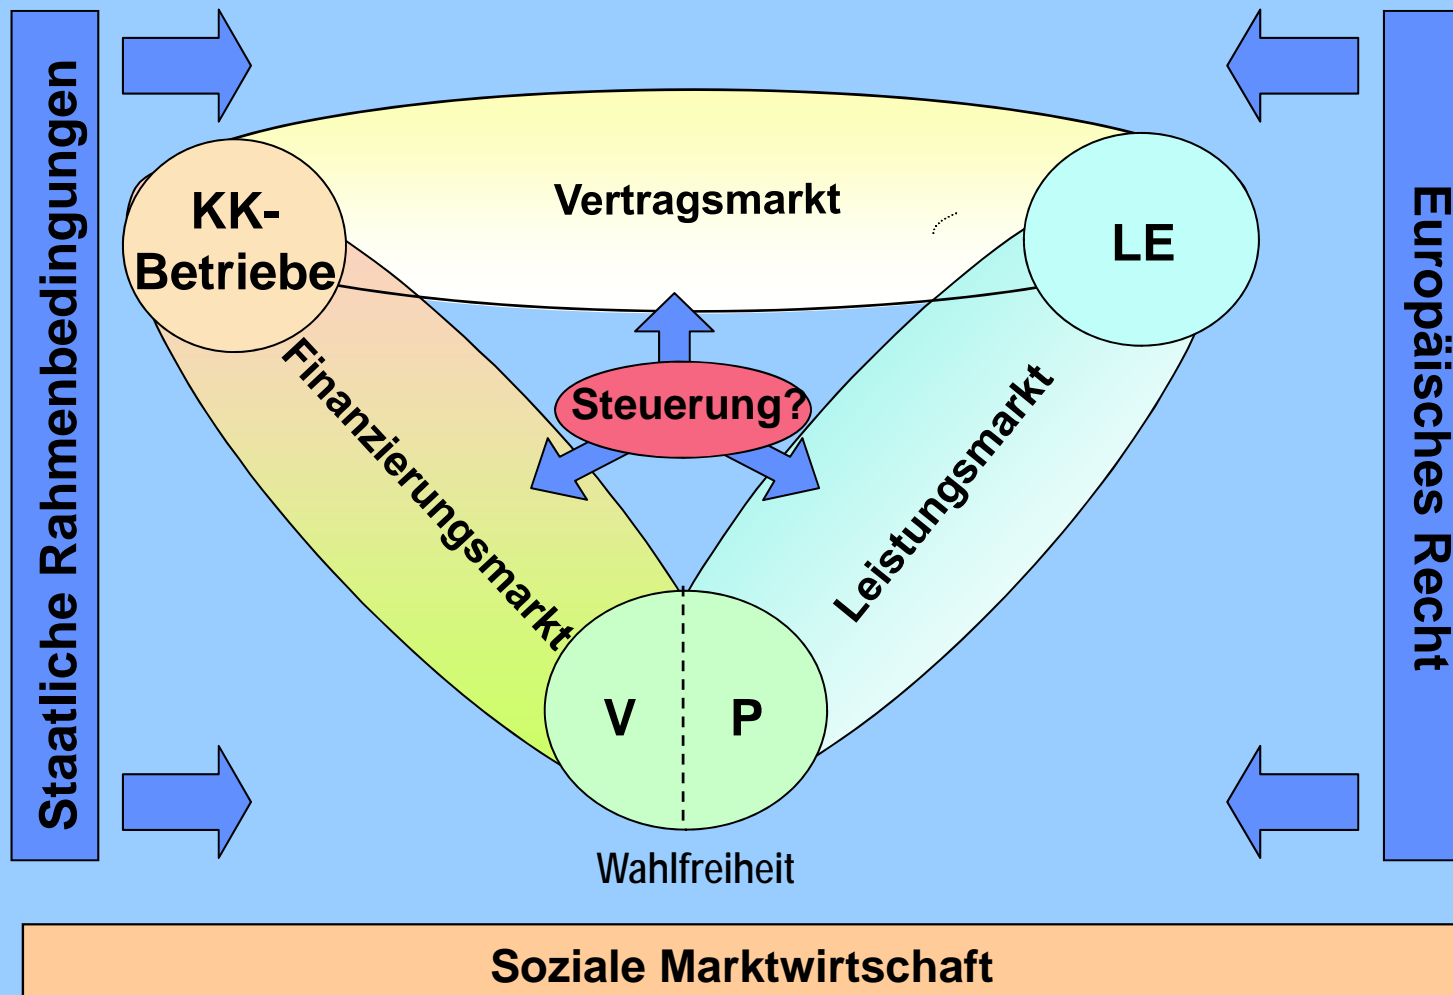 Staatliche Rahmenbedingungen
KK-
Betriebe
Vertragsmarkt
LE
Finanzierungsmarkt
Steuerung?
Leistungsmarkt
V
P
Wahlfreiheit
Europäisches Recht
Soziale Marktwirtschaft